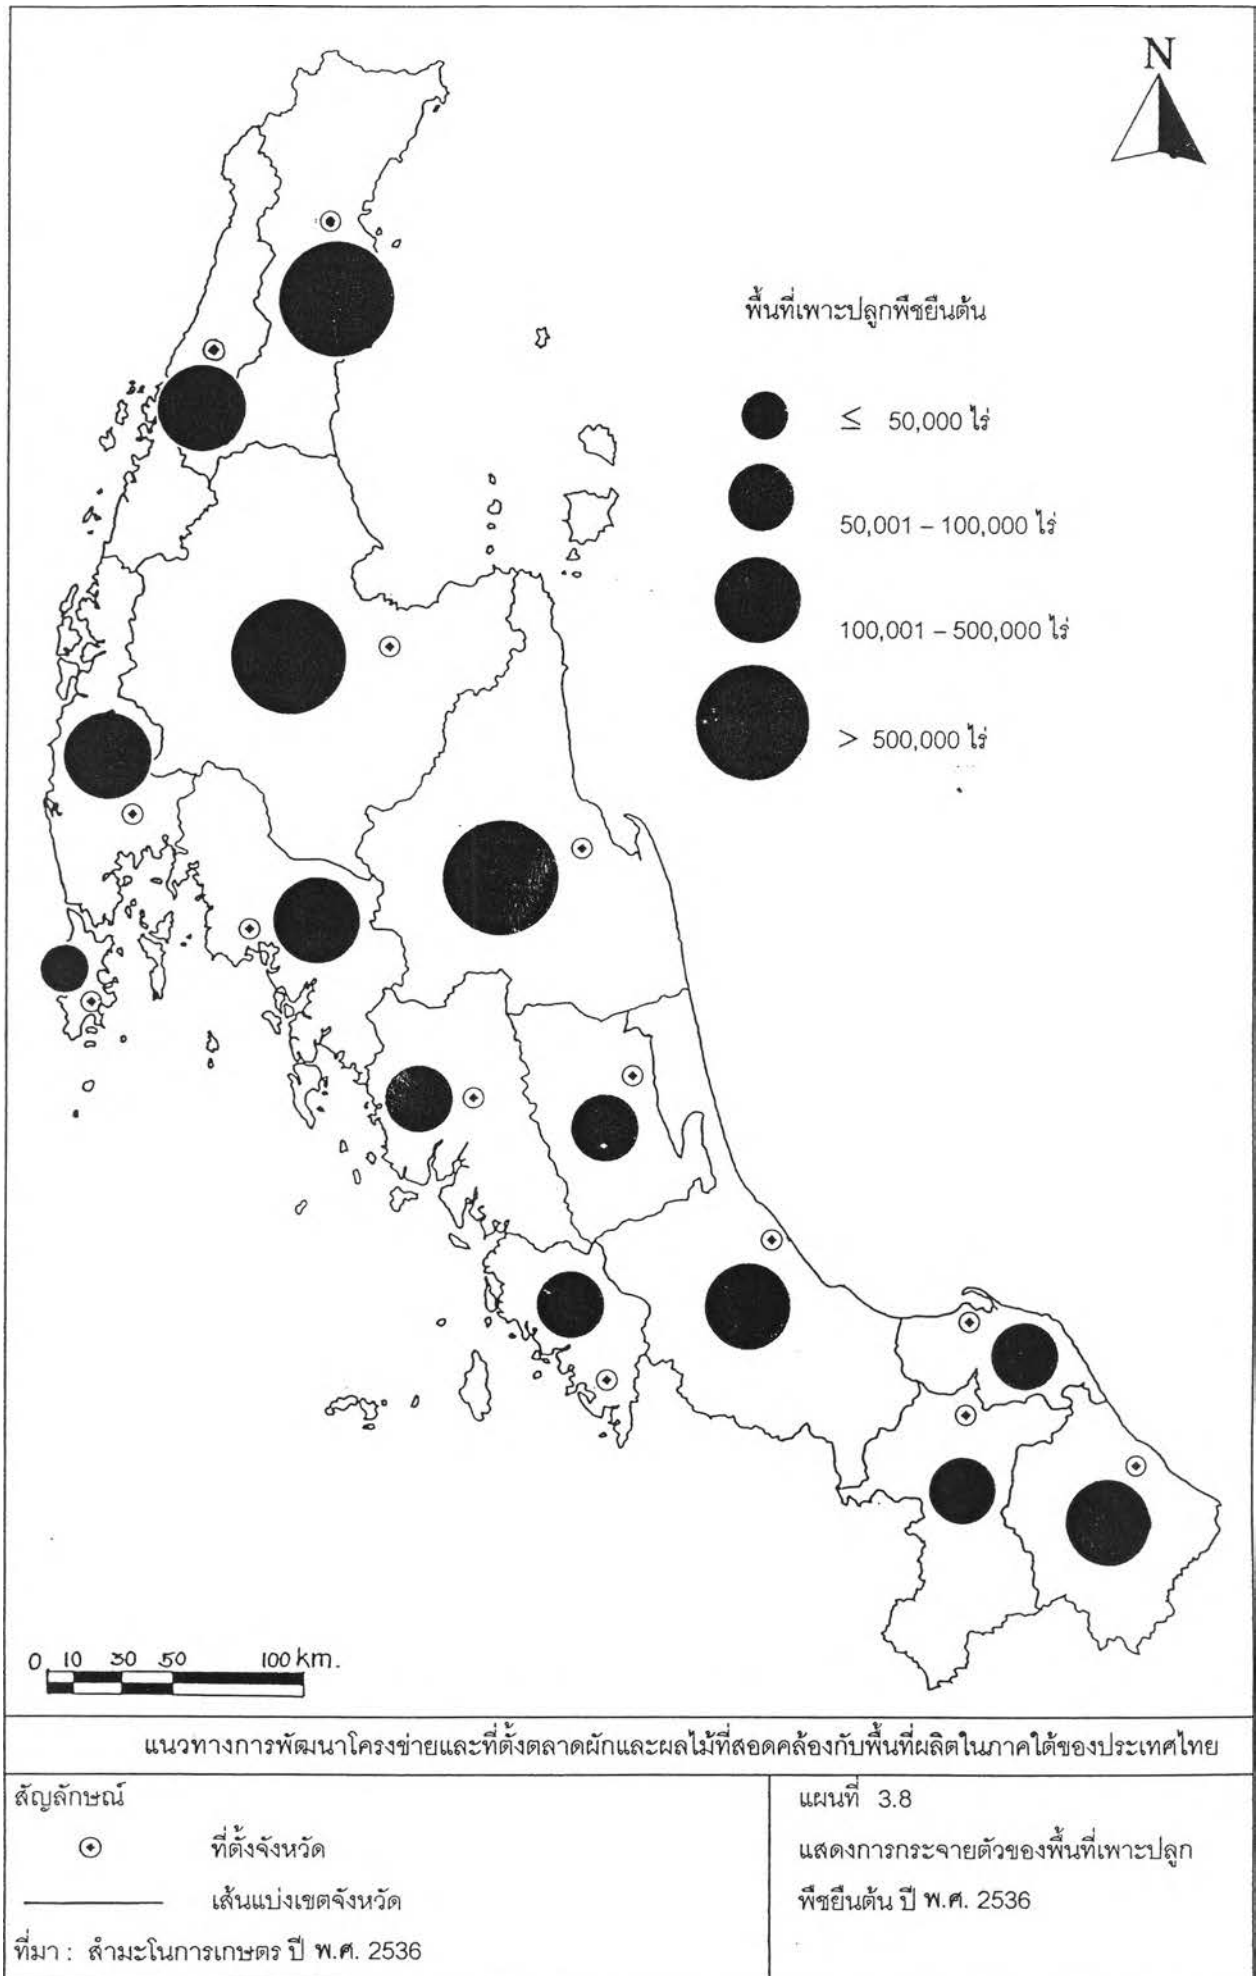 N
พื้นที่เพาะปลูกพืชยืนต้น
≤ 50,000 ไร่
50,001 – 100,000 ไร่
100,001 – 500,000 ไร่
> 500,000 ไร่
0 10 30 50 100 km.
แนวทางการพัฒนาโครงข่ายและที่ตั้งตลาดผักและผลไม้ที่สอดคล้องกับพื้นที่ผลิตในภาคใต้ของประเทศไทย
สัญลักษณ์
ที่ตั้งจังหวัด
เส้นแบ่งเขตจังหวัด
ที่มา : สำมะโนการเกษตร ปี พ.ศ. 2536
แผนที่ 3.8
แสดงการกระจายตัวของพื้นที่เพาะปลูก
พืชยืนต้น ปี พ.ศ. 2536